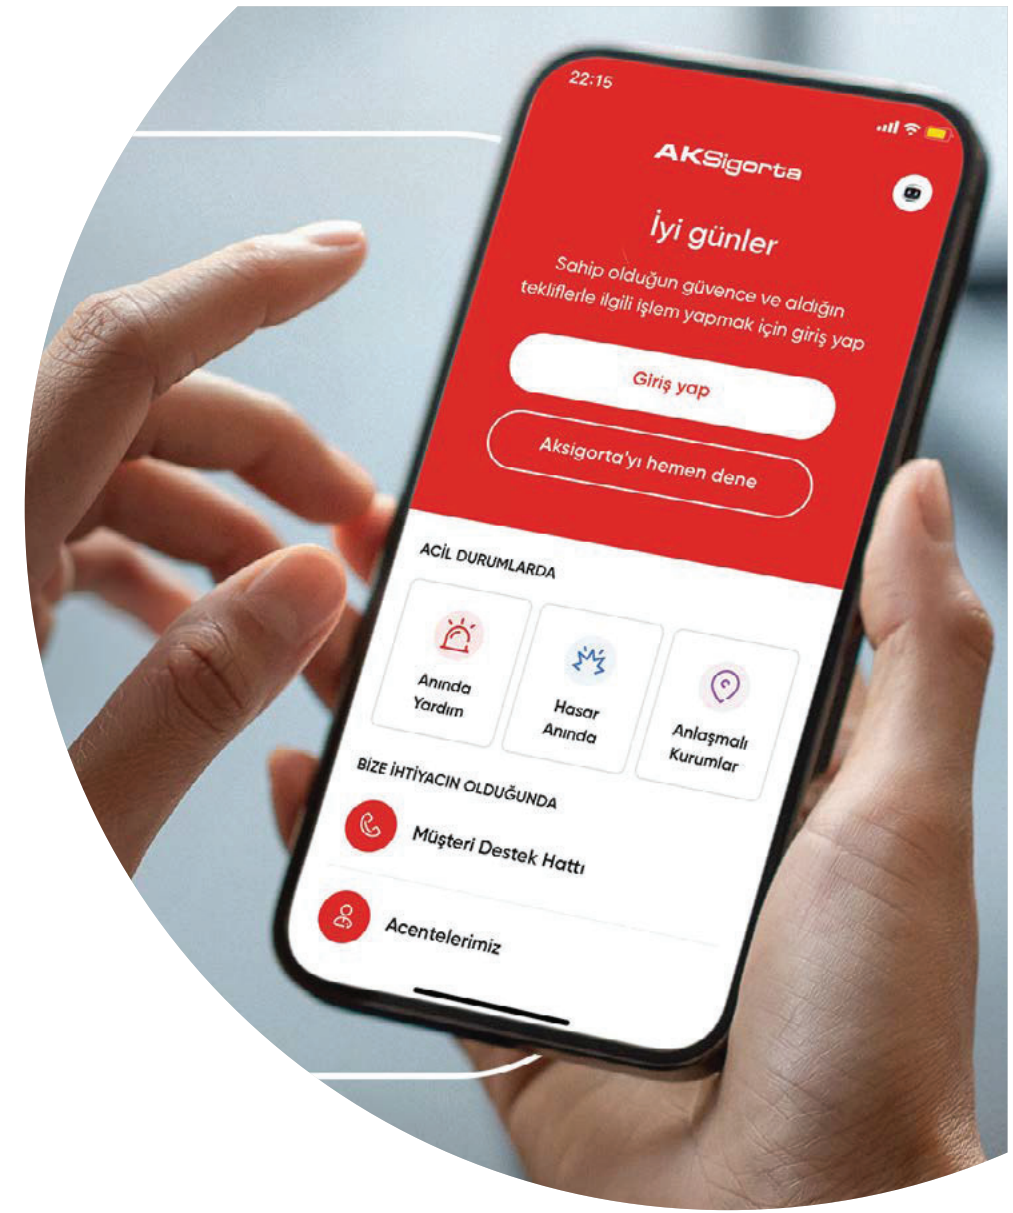 22:15
AKSigorta
İyi günler
Sahip olduğun güvence ve aldığın
tekliflerle ilgili işlem yapmak için giriş yap
Giriş yap
Aksigorta'yı hemen dene
ACİL DURUMLARDA
Anında
Yardım
Hasar
Anında
Anlaşmalı
Kurumlar
BİZE İHTİYACIN OLDUĞUNDA
Müşteri Destek Hattı
Acentelerimiz